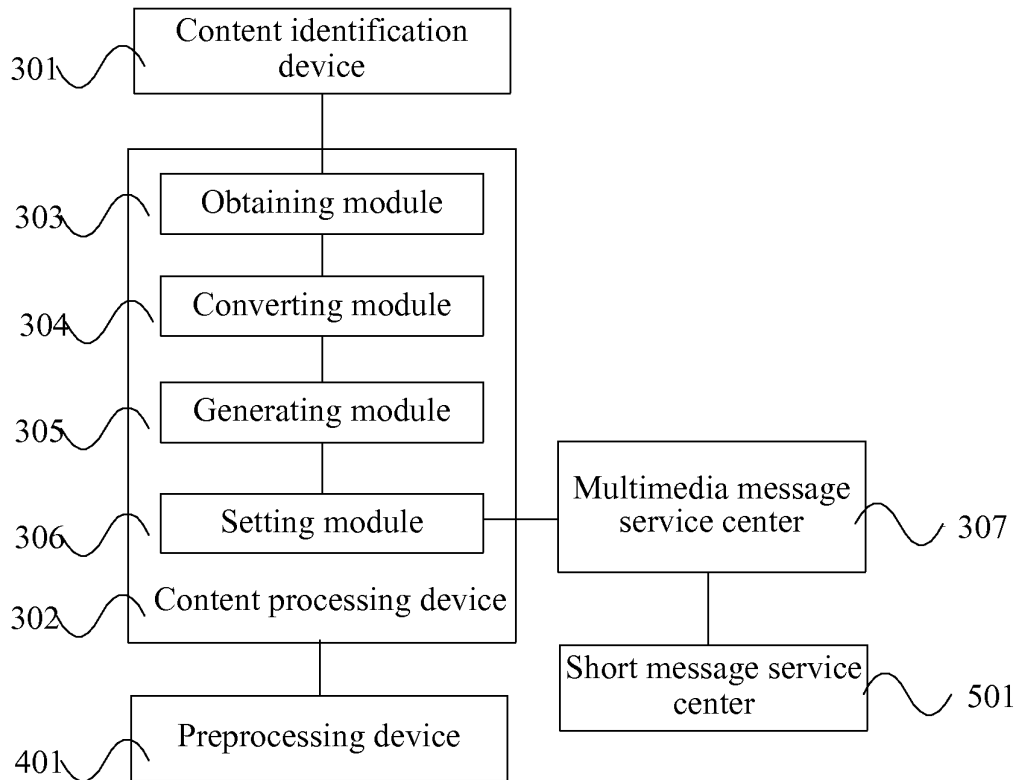 Content identification
device
301
Obtaining module
303
Converting module
304
Generating module
305
Setting module
306
Content processing device
302
Multimedia message
service center
307
Short message service
center
501
Preprocessing device
401